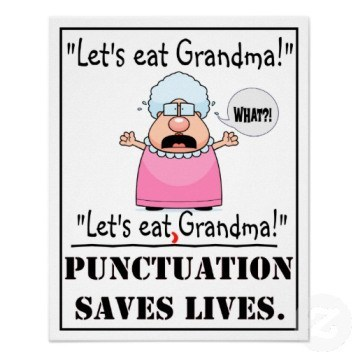 "Let's eat Grandma!"
WHAT?!
"Let's eat, Grandma!"
PUNCTUATION
SAVES LIVES.